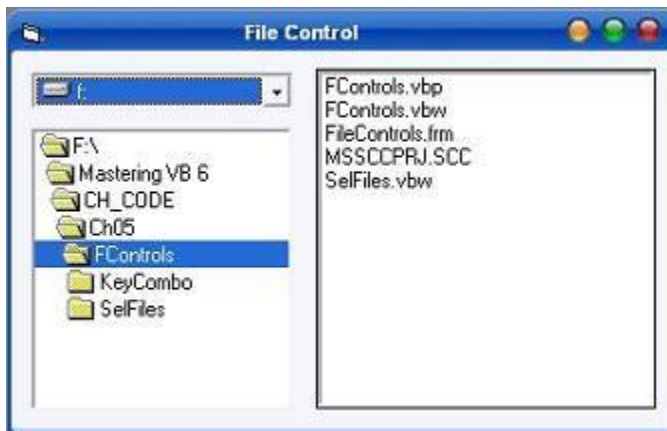 File Control
f:
F:\
Mastering VB 6
CH_CODE
Ch05
FControls
KeyCombo
SelFiles
FControls.vbp
FControls.vbw
FileControls.frm
MSSCCPRJ.SCC
SelFiles.vbw